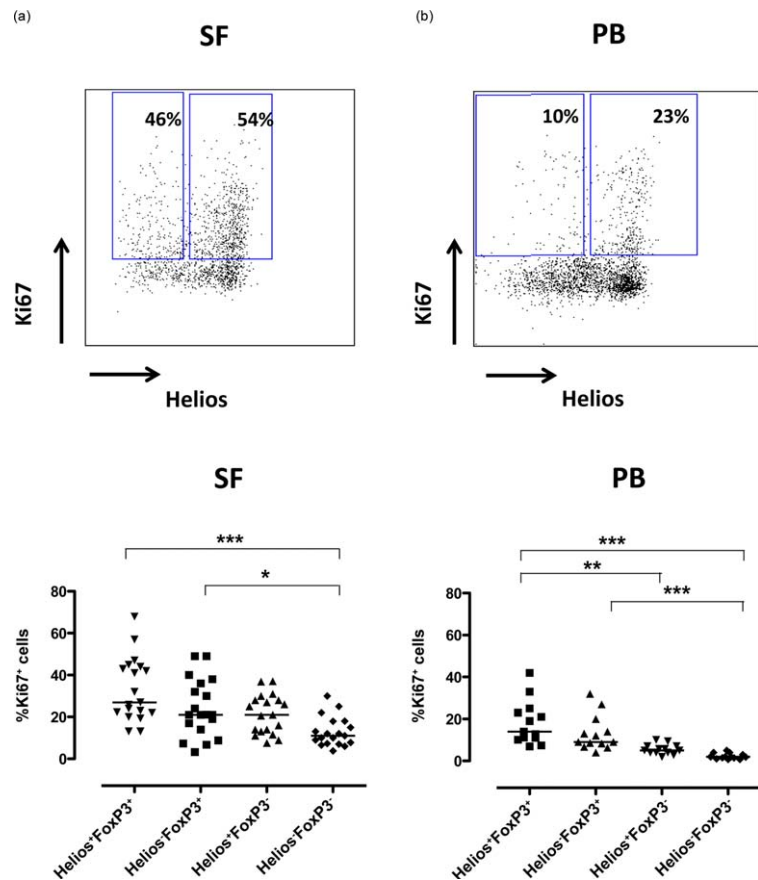 (a)
SF
46%
54%
Ki67
Helios
(b)
PB
10%
23%
Ki67
Helios
SF
***
*
80
60
40
20
0
%Ki67⁺ cells
Helios⁺FoxP3⁺
Helios⁻FoxP3⁺
Helios⁺FoxP3⁻
Helios⁻FoxP3⁻
PB
***
**
***
80
60
40
20
0
%Ki67⁺ cells
Helios⁺FoxP3⁺
Helios⁻FoxP3⁺
Helios⁺FoxP3⁻
Helios⁻FoxP3⁻